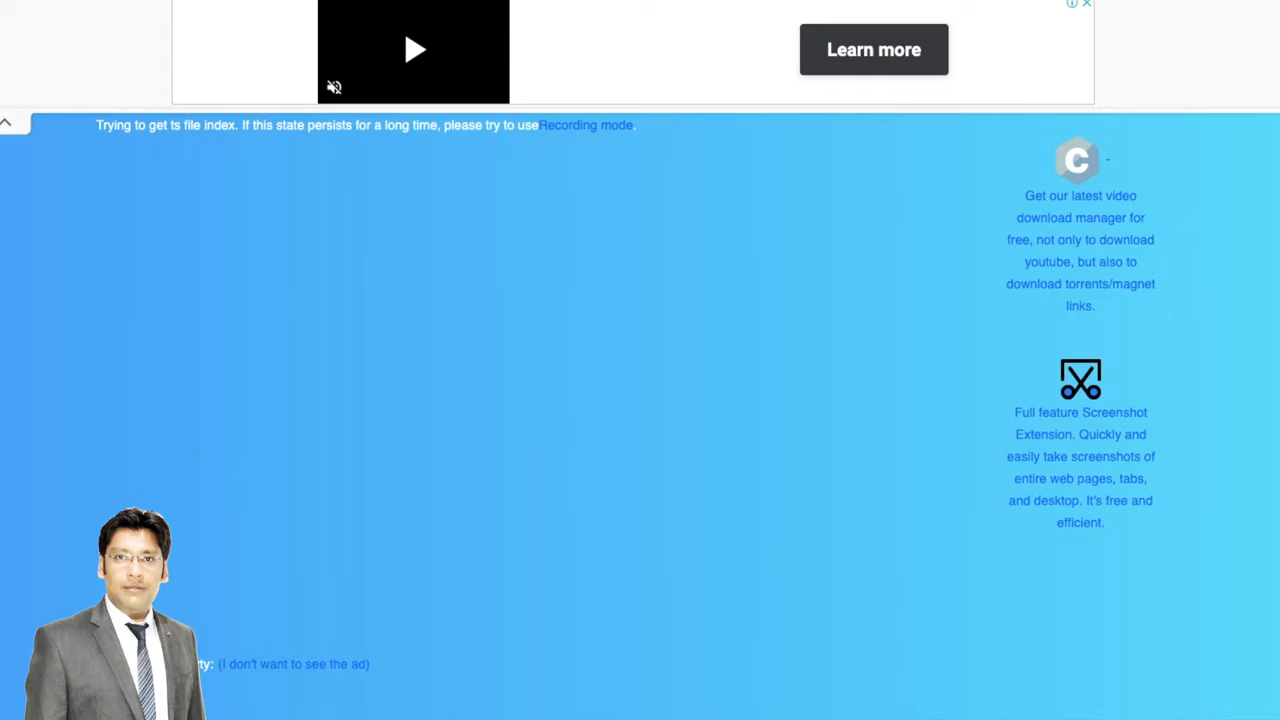 Learn more
Trying to get ts file index. If this state persists for a long time, please try to useRecording mode.
C
Get our latest video
download manager for
free, not only to download
youtube, but also to
download torrents/magnet
links.
Full feature Screenshot
Extension. Quickly and
easily take screenshots of
entire web pages, tabs,
and desktop. It's free and
efficient.
rty: (I don't want to see the ad)